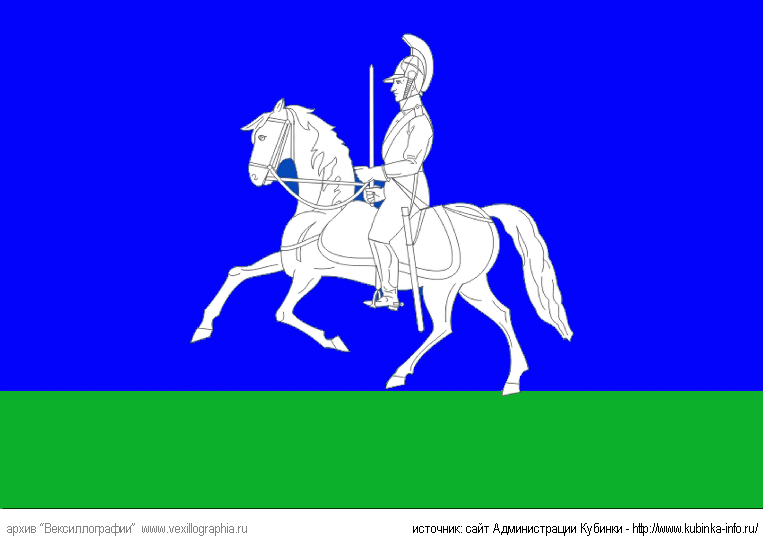 архив "Вексиллографии" www.vexillographia.ru
источник: сайт Администрации Кубинки - http://www.kubinka-info.ru/